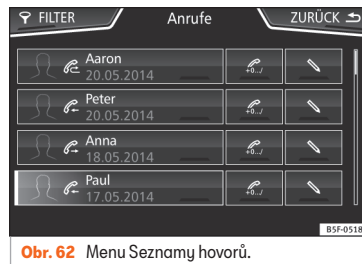 FILTER Anrufe ZURÜCK
Aaron
20.05.2014 +0.../
Peter
20.05.2014 +0.../
Anna
18.05.2014 +0.../
Paul
17.05.2014 +0.../
B5F-0518
Obr. 62 Menu Seznamy hovorů.